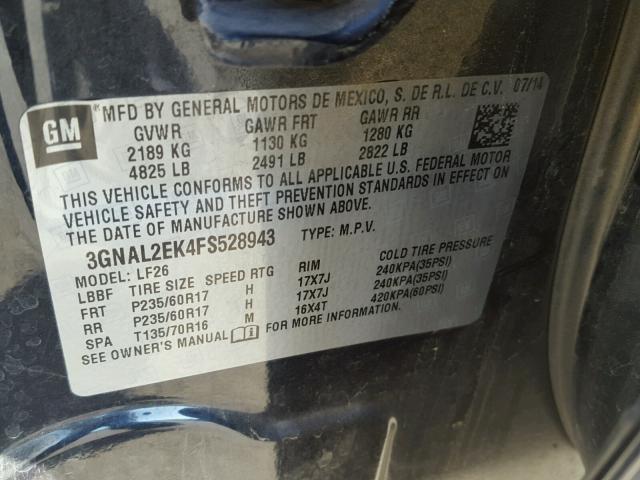 GM
MFD BY GENERAL MOTORS DE MEXICO, S. DE R.L. DE C.V. 07/14
GVWR GAWR FRT GAWR RR
2189 KG 1130 KG 1280 KG
4825 LB 2491 LB 2822 LB
THIS VEHICLE CONFORMS TO ALL APPLICABLE U.S. FEDERAL MOTOR
VEHICLE SAFETY AND THEFT PREVENTION STANDARDS IN EFFECT ON
THE DATE OF MANUFACTURE SHOWN ABOVE.
3GNAL2EK4FS528943 TYPE: M.P.V.
MODEL: LF26
LBBF TIRE SIZE SPEED RTG RIM COLD TIRE PRESSURE
FRT P235/60R17 H 17X7J 240KPA(35PSI)
RR P235/60R17 H 17X7J 240KPA(35PSI)
SPA T135/70R16 M 16X4T 420KPA(60PSI)
SEE OWNER'S MANUAL FOR MORE INFORMATION.